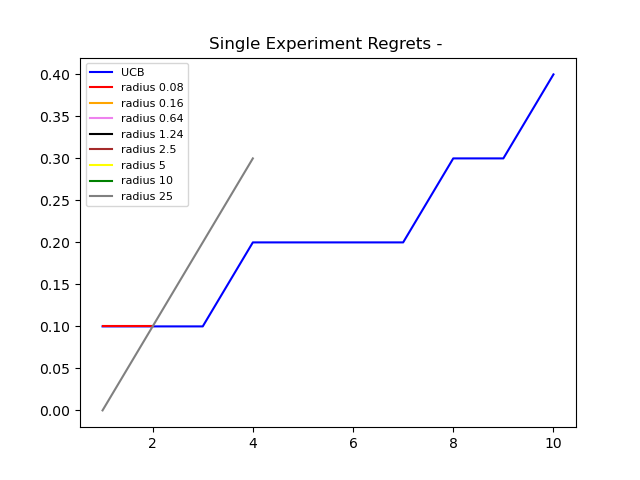 Single Experiment Regrets -
UCB
radius 0.08
radius 0.16
radius 0.64
radius 1.24
radius 2.5
radius 5
radius 10
radius 25
0.40
0.35
0.30
0.25
0.20
0.15
0.10
0.05
0.00
2
4
6
8
10